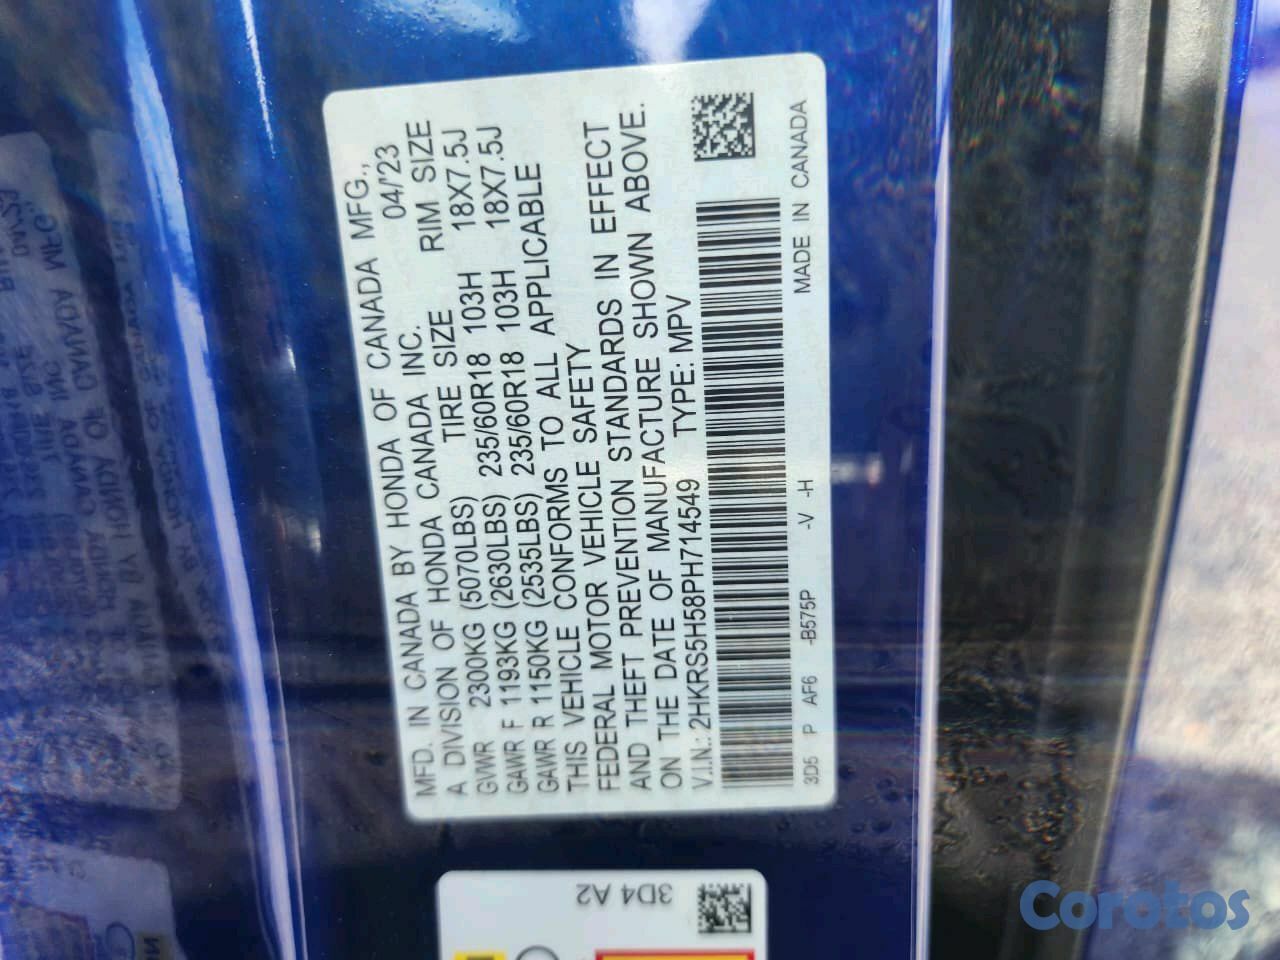 MFD. IN CANADA BY HONDA OF CANADA MFG.,
A DIVISION OF HONDA CANADA INC. 04/23
GVWR 2300KG (5070LBS) TIRE SIZE RIM SIZE
GAWR F 1193KG (2630LBS) 235/60R18 103H 18X7.5J
GAWR R 1150KG (2535LBS) 235/60R18 103H 18X7.5J
THIS VEHICLE CONFORMS TO ALL APPLICABLE
FEDERAL MOTOR VEHICLE SAFETY
AND THEFT PREVENTION STANDARDS IN EFFECT
ON THE DATE OF MANUFACTURE SHOWN ABOVE.
V.I.N: 2HKRS5H58PH714549 TYPE: MPV
3D5 P AF6 -B575P -V -H MADE IN CANADA
3D4 A2
Corotos